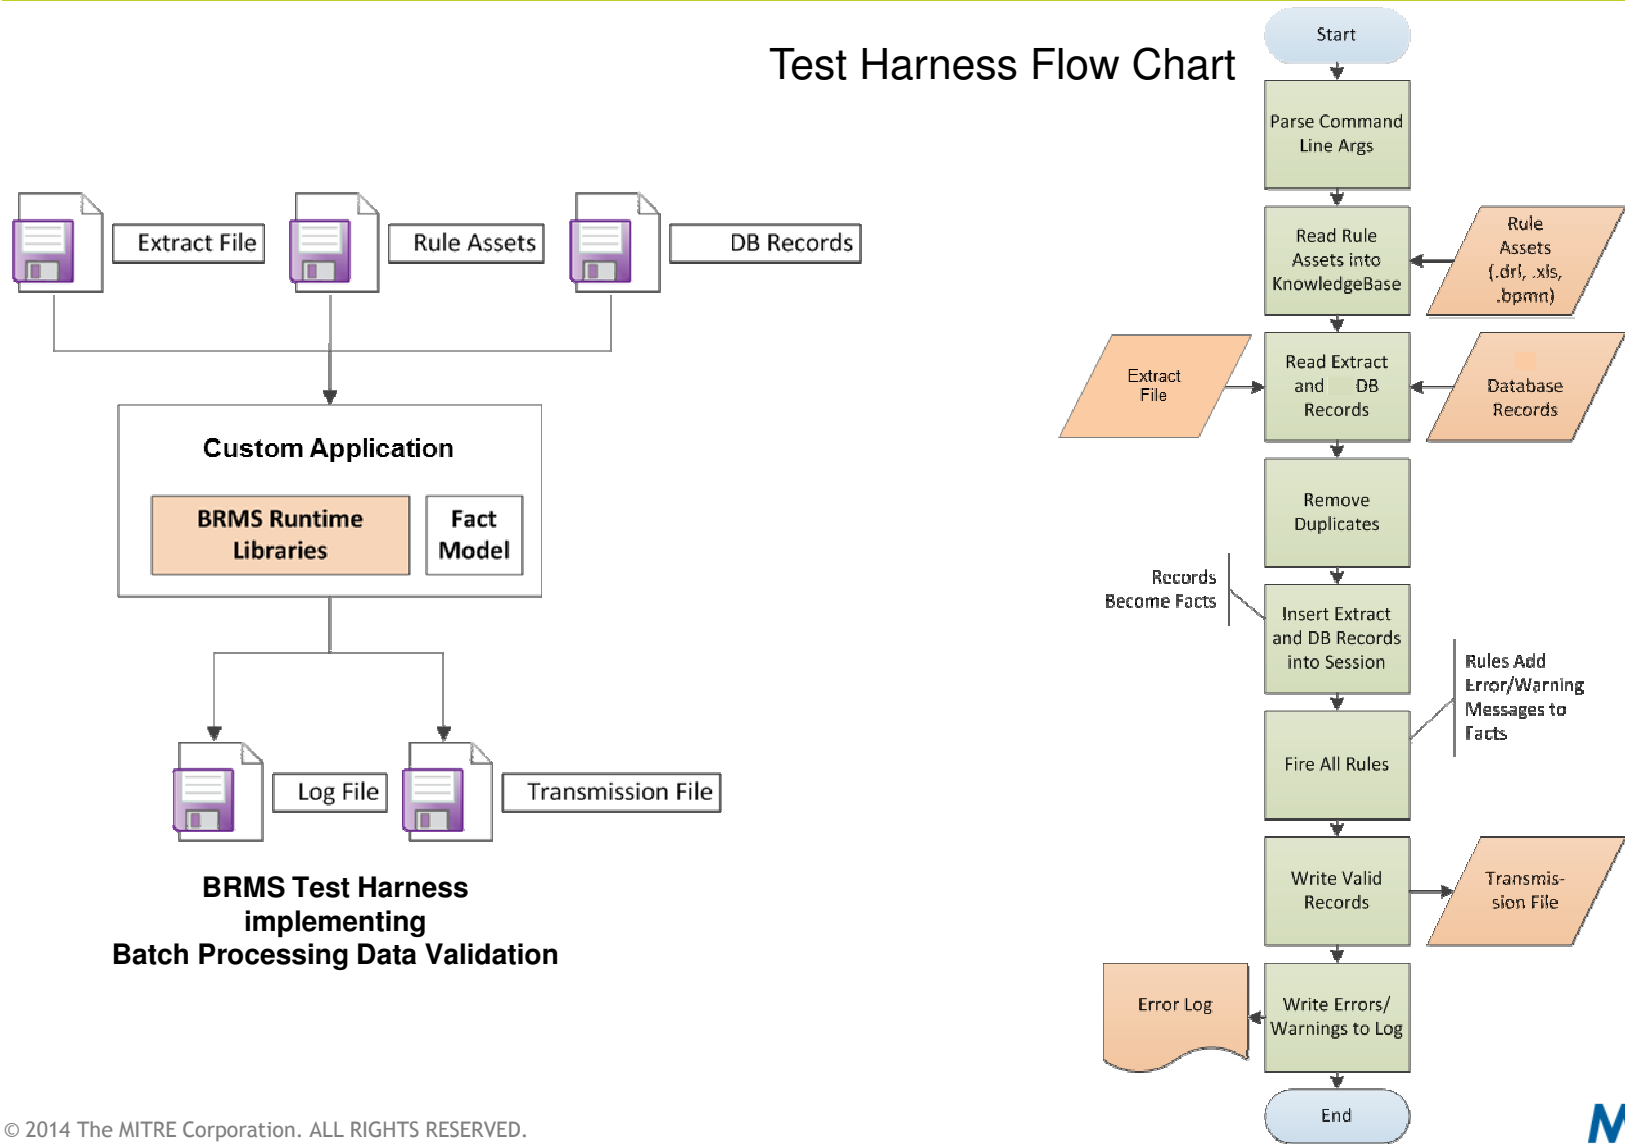 Test Harness Flow Chart
Extract File
Rule Assets
DB Records
Custom Application
BRMS Runtime
Libraries
Fact
Model
Log File
Transmission File
BRMS Test Harness
implementing
Batch Processing Data Validation
Start
Parse Command
Line Args
Read Rule
Assets into
KnowledgeBase
Rule
Assets
(.drl, .xls,
.bpmn)
Extract
File
Read Extract
and DB
Records
Database
Records
Remove
Duplicates
Records
Become Facts
Insert Extract
and DB Records
into Session
Rules Add
Error/Warning
Messages to
Facts
Fire All Rules
Write Valid
Records
Transmis-
sion File
Error Log
Write Errors/
Warnings to Log
End
© 2014 The MITRE Corporation. ALL RIGHTS RESERVED.